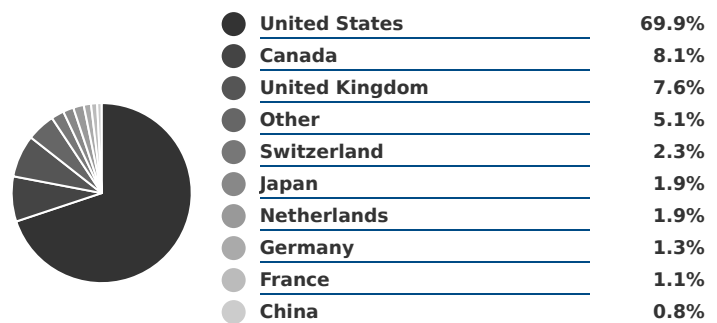 United States 69.9%
Canada 8.1%
United Kingdom 7.6%
Other 5.1%
Switzerland 2.3%
Japan 1.9%
Netherlands 1.9%
Germany 1.3%
France 1.1%
China 0.8%